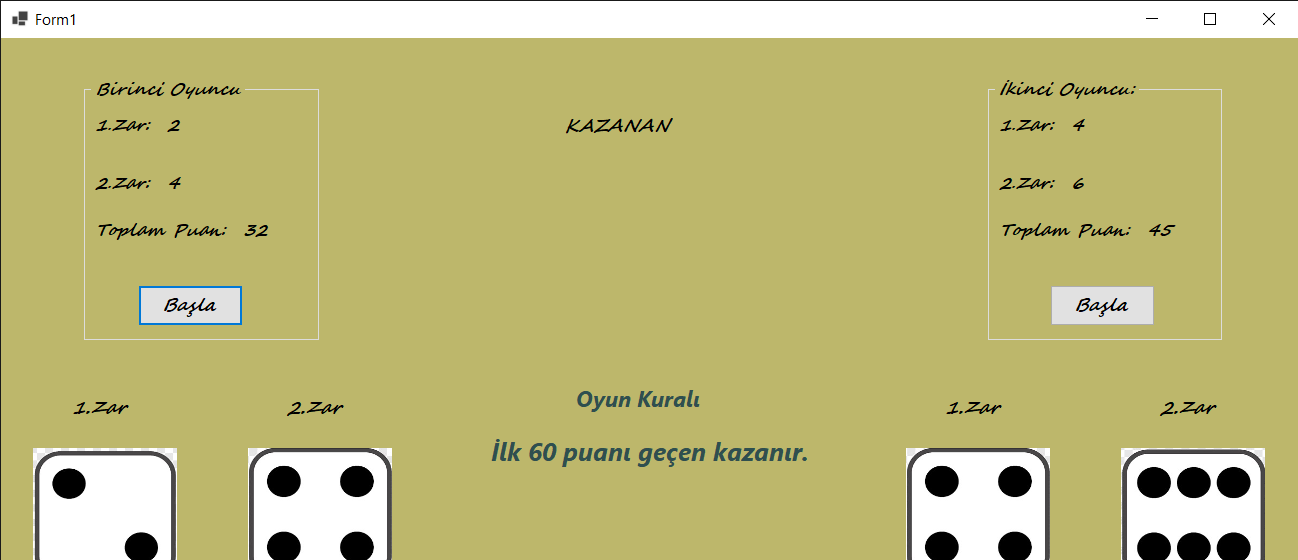 Form1
Birinci Oyuncu
1.Zar: 2
2.Zar: 4
Toplam Puan: 32
Başla
KAZANAN
İkinci Oyuncu:
1.Zar: 4
2.Zar: 6
Toplam Puan: 45
Başla
1.Zar
2.Zar
Oyun Kuralı
İlk 60 puanı geçen kazanır.
1.Zar
2.Zar